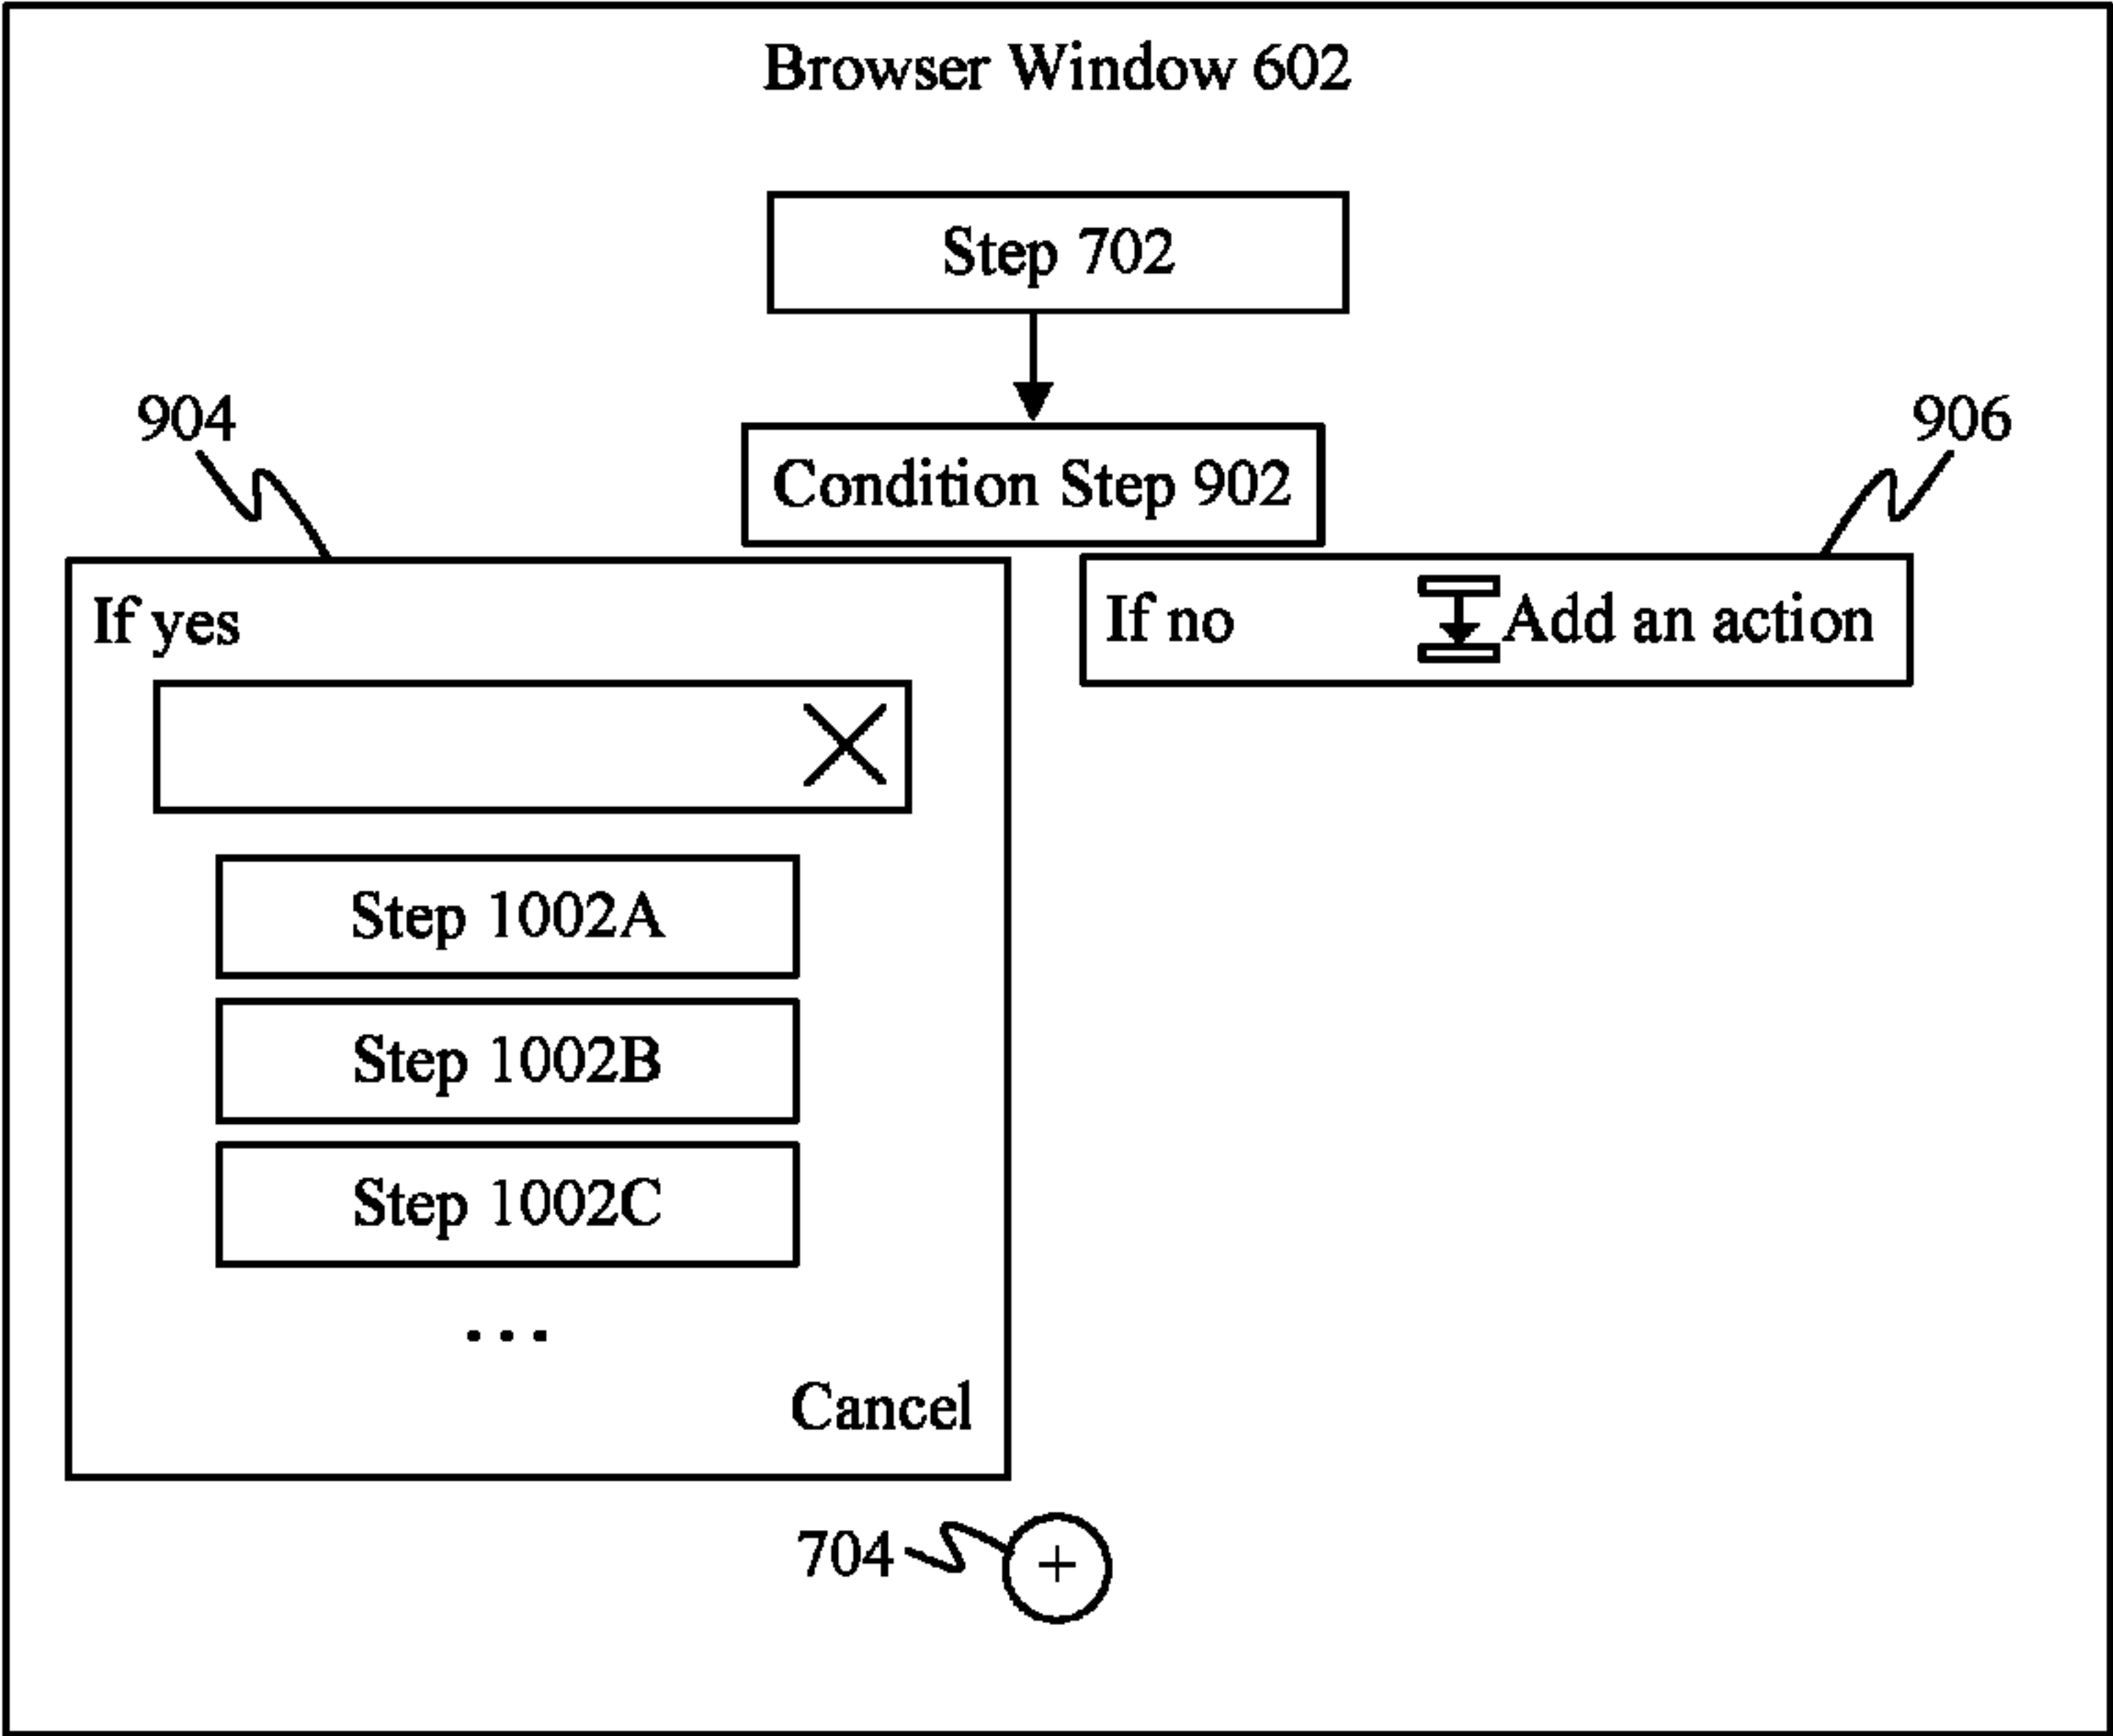 Browser Window 602
Step 702
904
906
Condition Step 902
If yes
If no
Add an action
Step 1002A
Step 1002B
Step 1002C
...
Cancel
704
+